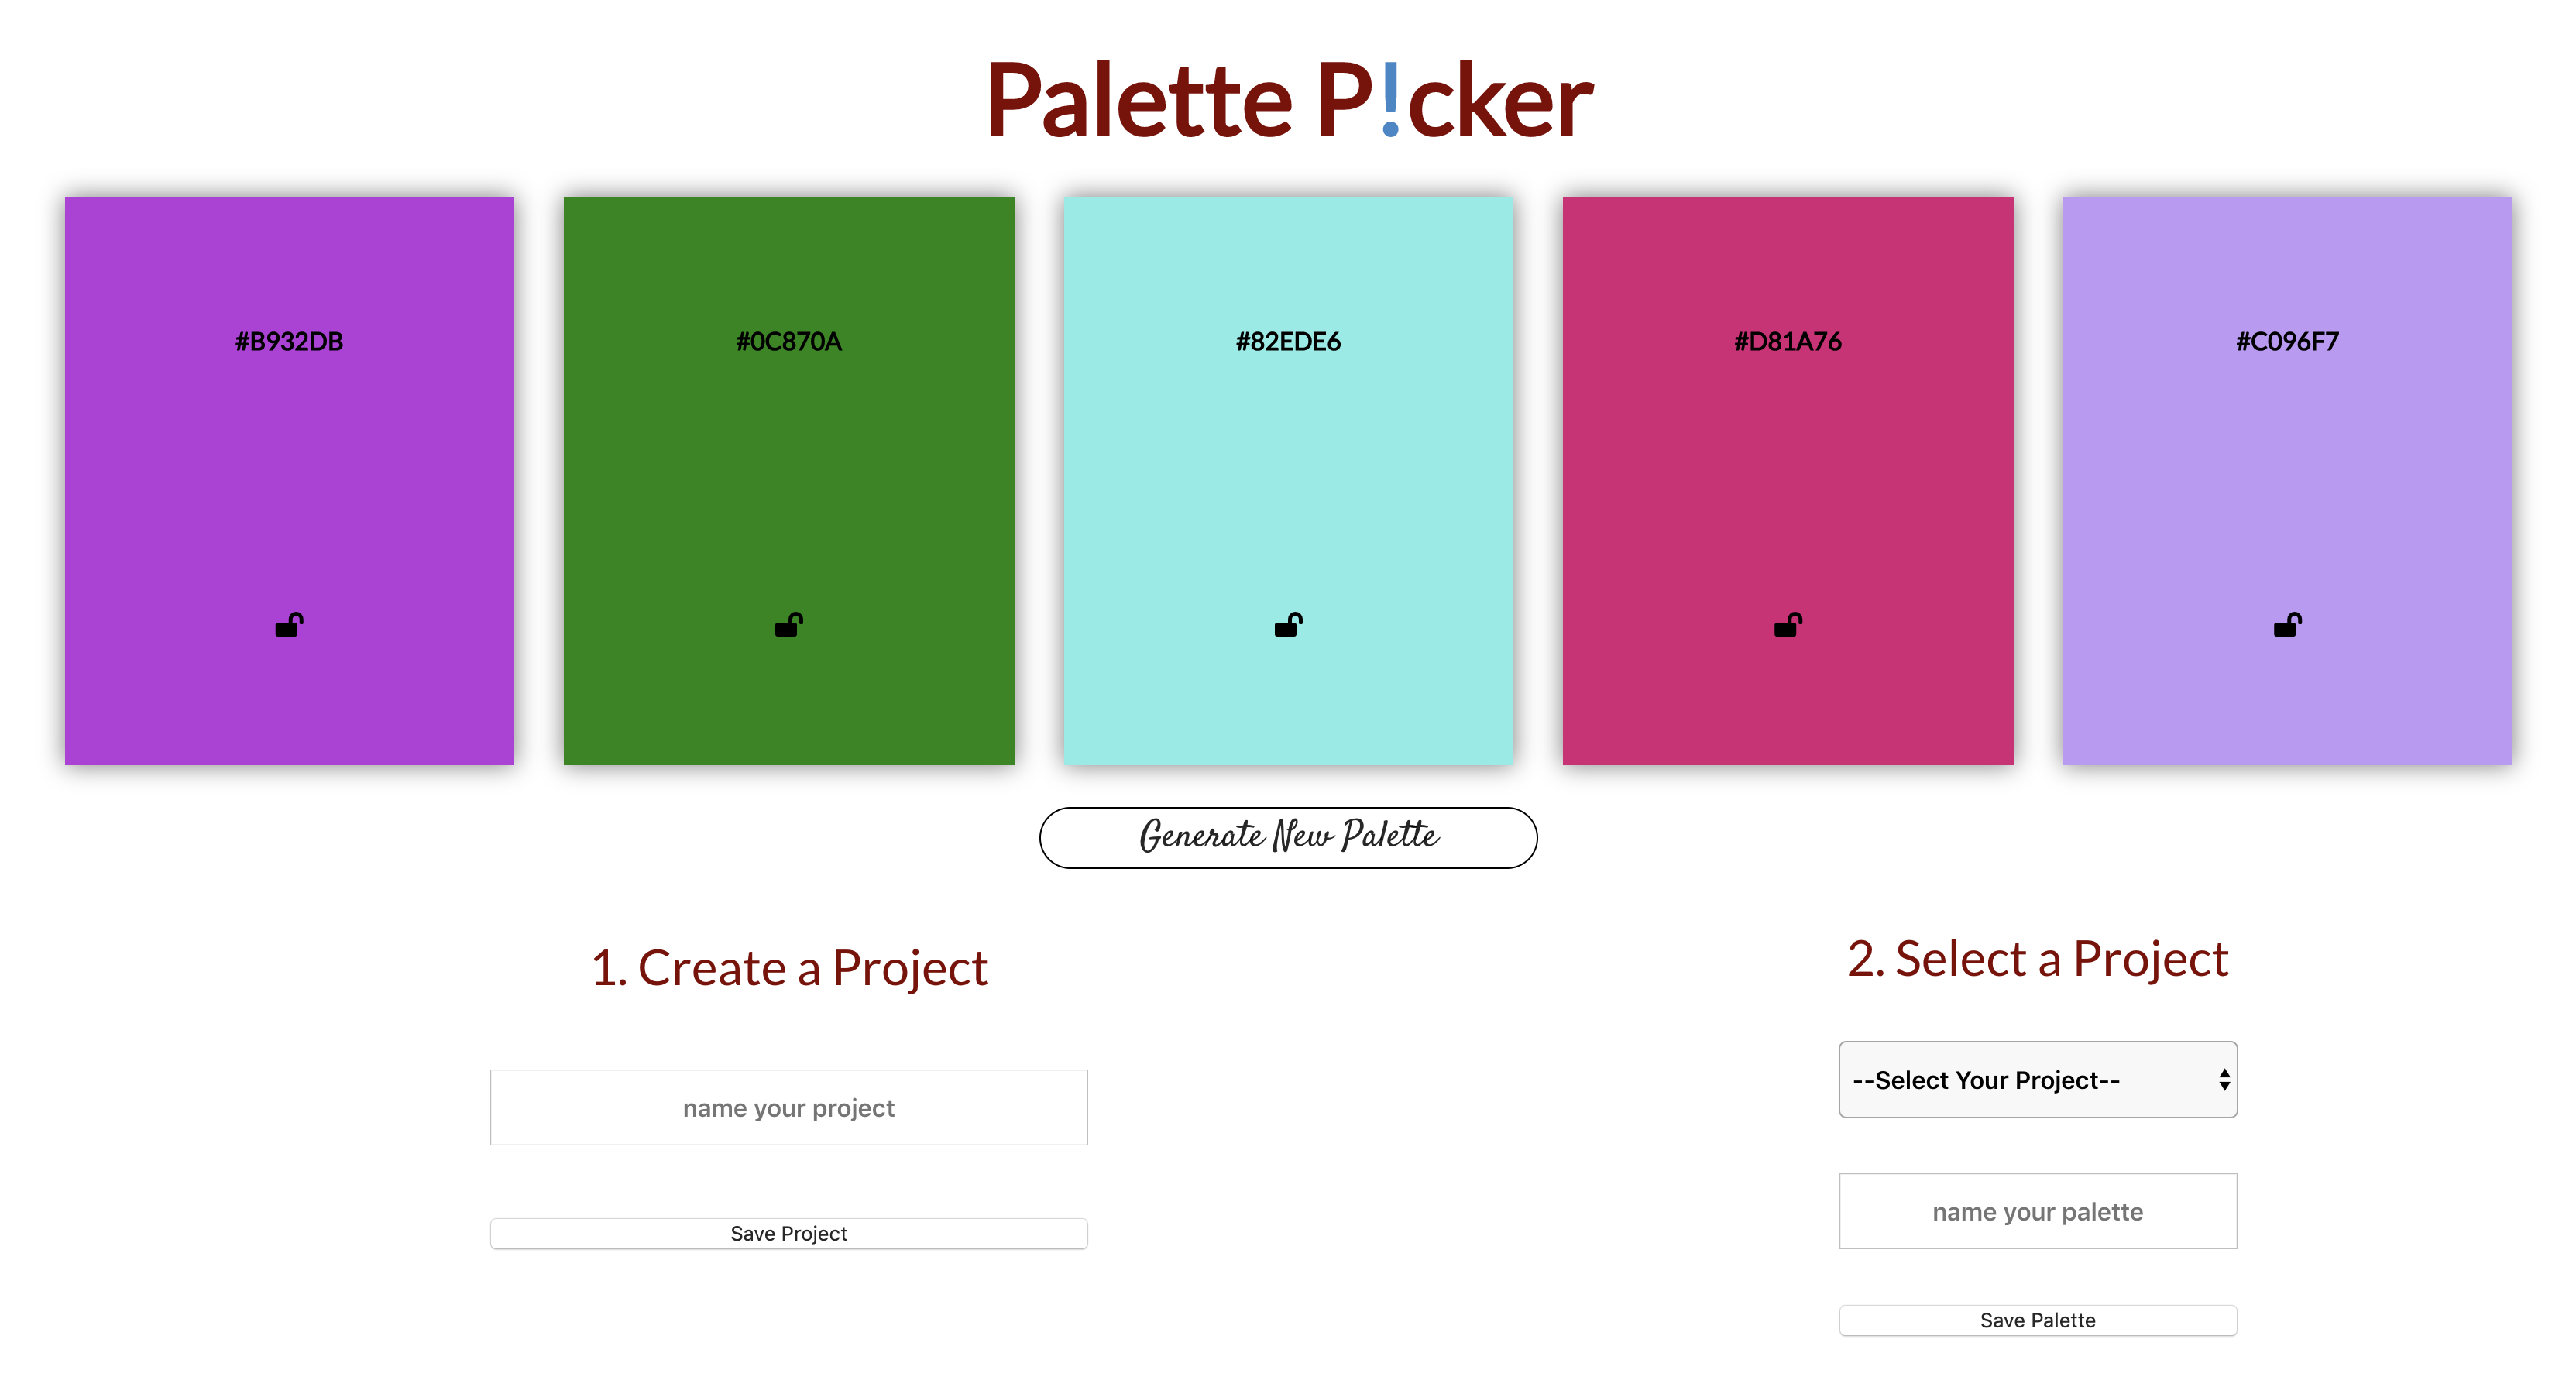 Palette P!cker
#B932DB
#0C870A
#82EDE6
#D81A76
#C096F7
Generate New Palette
1. Create a Project
name your project
Save Project
2. Select a Project
--Select Your Project--
name your palette
Save Palette